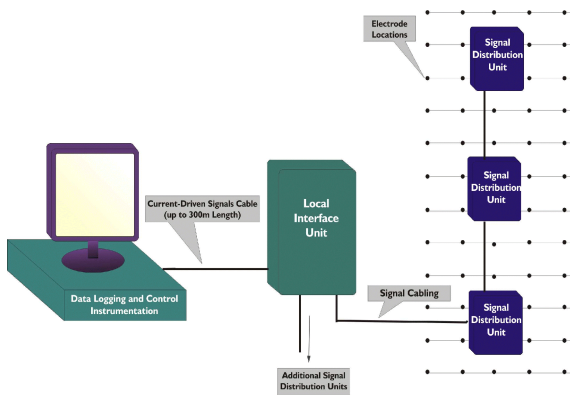 Electrode
Locations
Signal
Distribution
Unit
Signal
Distribution
Unit
Current-Driven Signals Cable
(up to 300m Length)
Local
Interface
Unit
Data Logging and Control
Instrumentation
Signal Cabling
Signal
Distribution
Unit
Additional Signal
Distribution Units